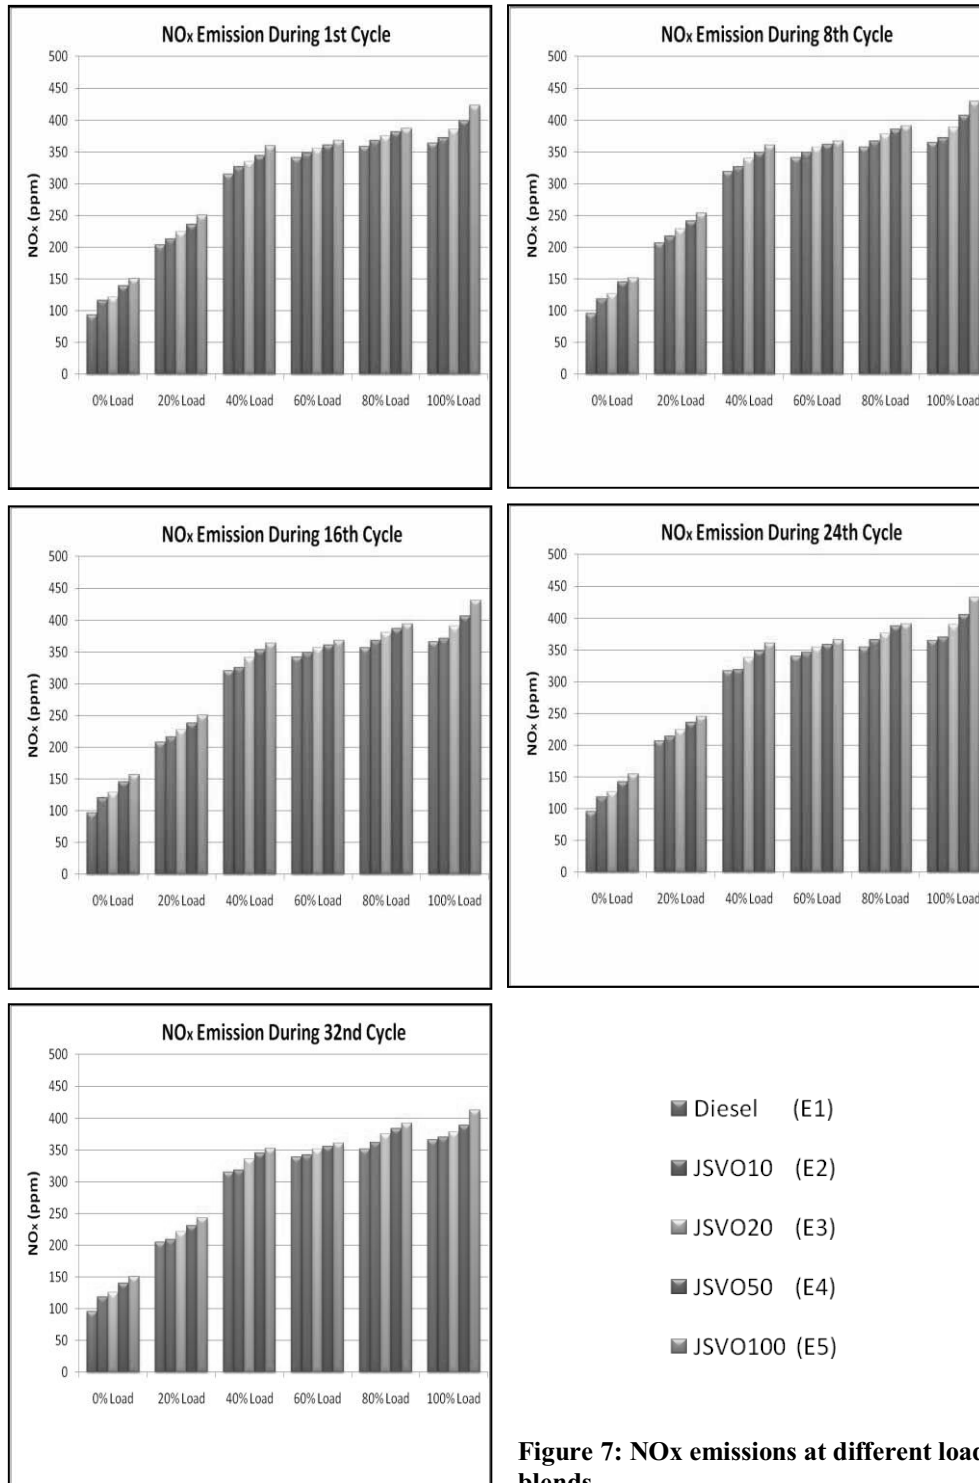 NOx Emission During 1st Cycle
500
450
400
350
300
250
200
150
100
50
0
NOx (ppm)
0% Load 20% Load 40% Load 60% Load 80% Load 100% Load
NOx Emission During 8th Cycle
500
450
400
350
300
250
200
150
100
50
0
NOx (ppm)
0% Load 20% Load 40% Load 60% Load 80% Load 100% Load
NOx Emission During 16th Cycle
500
450
400
350
300
250
200
150
100
50
0
NOx (ppm)
0% Load 20% Load 40% Load 60% Load 80% Load 100% Load
NOx Emission During 24th Cycle
500
450
400
350
300
250
200
150
100
50
0
NOx (ppm)
0% Load 20% Load 40% Load 60% Load 80% Load 100% Load
NOx Emission During 32nd Cycle
500
450
400
350
300
250
200
150
100
50
0
NOx (ppm)
0% Load 20% Load 40% Load 60% Load 80% Load 100% Load
Diesel (E1)
JSVO10 (E2)
JSVO20 (E3)
JSVO50 (E4)
JSVO100 (E5)
Figure 7: NOx emissions at different load
blends